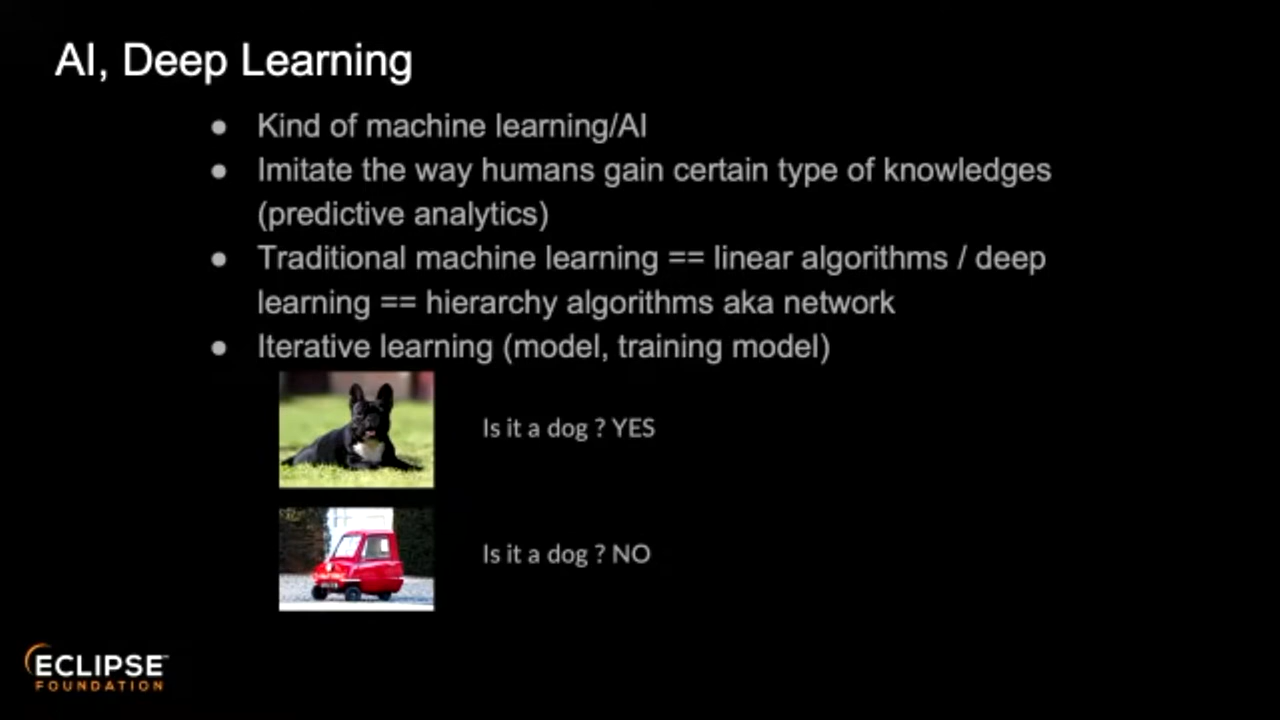 AI, Deep Learning
● Kind of machine learning/AI
● Imitate the way humans gain certain type of knowledges
(predictive analytics)
● Traditional machine learning == linear algorithms / deep
learning == hierarchy algorithms aka network
● Iterative learning (model, training model)
Is it a dog ? YES
Is it a dog ? NO
ECLIPSE
FOUNDATION